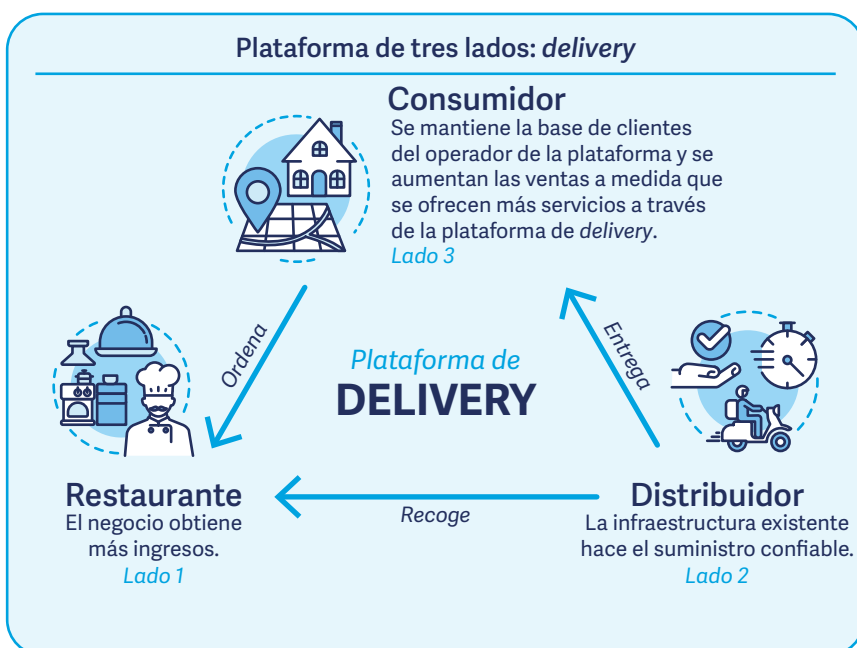 Plataforma de tres lados: delivery
Consumidor
Se mantiene la base de clientes
del operador de la plataforma y se
aumentan las ventas a medida que
se ofrecen más servicios a través
de la plataforma de delivery.
Lado 3
Ordena
Entrega
Plataforma de
DELIVERY
Restaurante
El negocio obtiene
más ingresos.
Lado 1
Recoge
Distribuidor
La infraestructura existente
hace el suministro confiable.
Lado 2